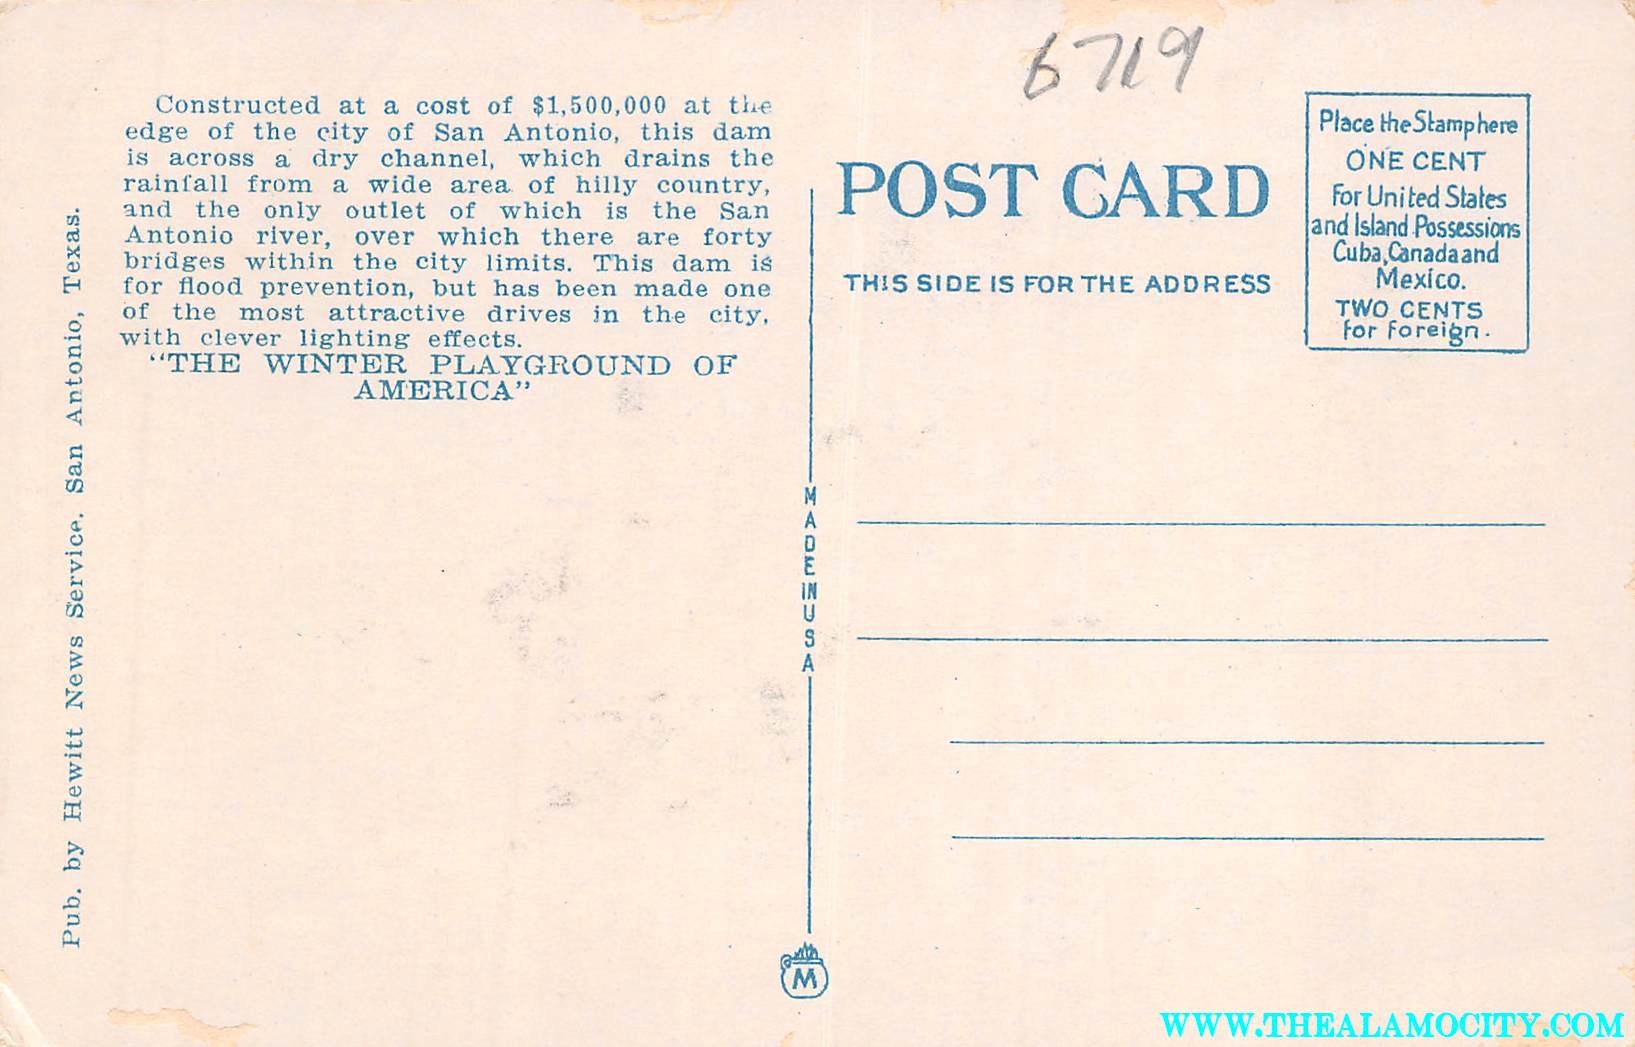 6719
Constructed at a cost of $1,500,000 at the
edge of the city of San Antonio, this dam
is across a dry channel, which drains the
rainfall from a wide area of hilly country,
and the only outlet of which is the San
Antonio river, over which there are forty
bridges within the city limits. This dam is
for flood prevention, but has been made one
of the most attractive drives in the city,
with clever lighting effects.
"THE WINTER PLAYGROUND OF
AMERICA"
Pub. by Hewitt News Service. San Antonio, Texas.
MADE IN USA
M
POST CARD
THIS SIDE IS FOR THE ADDRESS
Place the Stamp here
ONE CENT
For United States
and Island Possessions
Cuba, Canada and
Mexico.
TWO CENTS
for Foreign.
WWW.THEALAMOCITY.COM